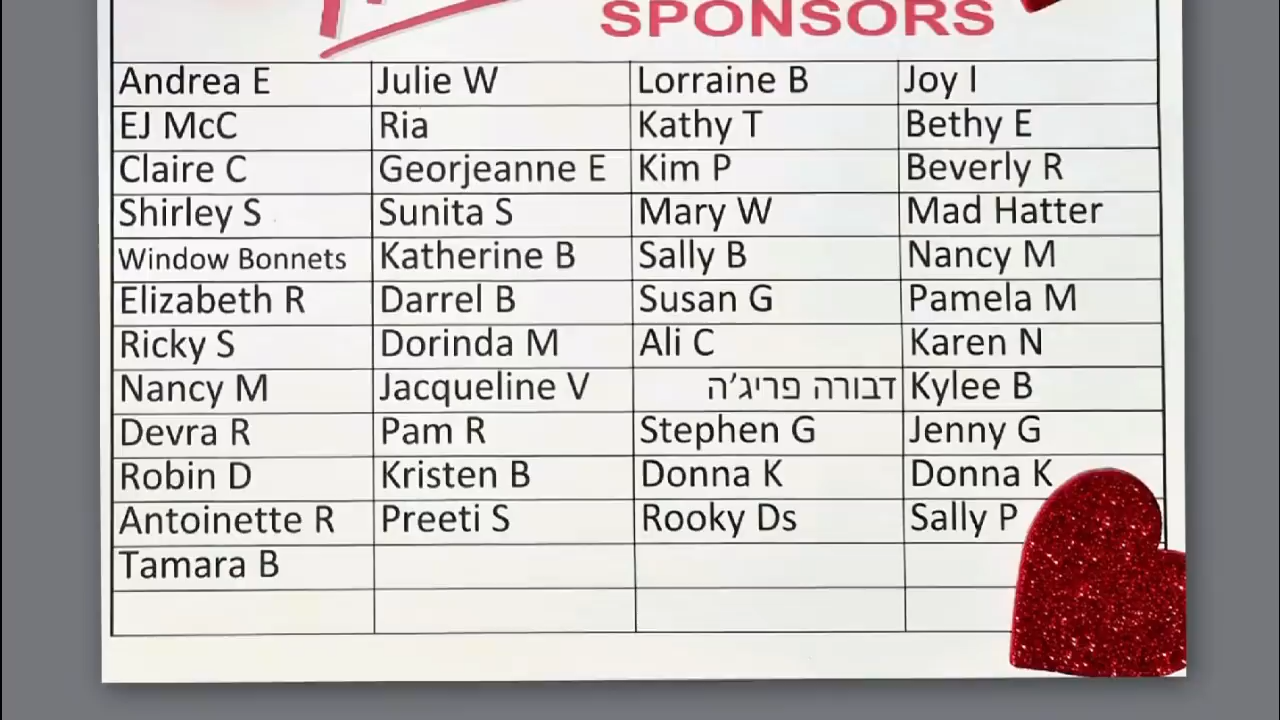 SPONSORS
Andrea E Julie W Lorraine B Joy I
EJ McC Ria Kathy T Bethy E
Claire C Georjeanne E Kim P Beverly R
Shirley S Sunita S Mary W Mad Hatter
Window Bonnets Katherine B Sally B Nancy M
Elizabeth R Darrel B Susan G Pamela M
Ricky S Dorinda M Ali C Karen N
Nancy M Jacqueline V דבורה פריג'ה Kylee B
Devra R Pam R Stephen G Jenny G
Robin D Kristen B Donna K Donna K
Antoinette R Preeti S Rooky Ds Sally P
Tamara B